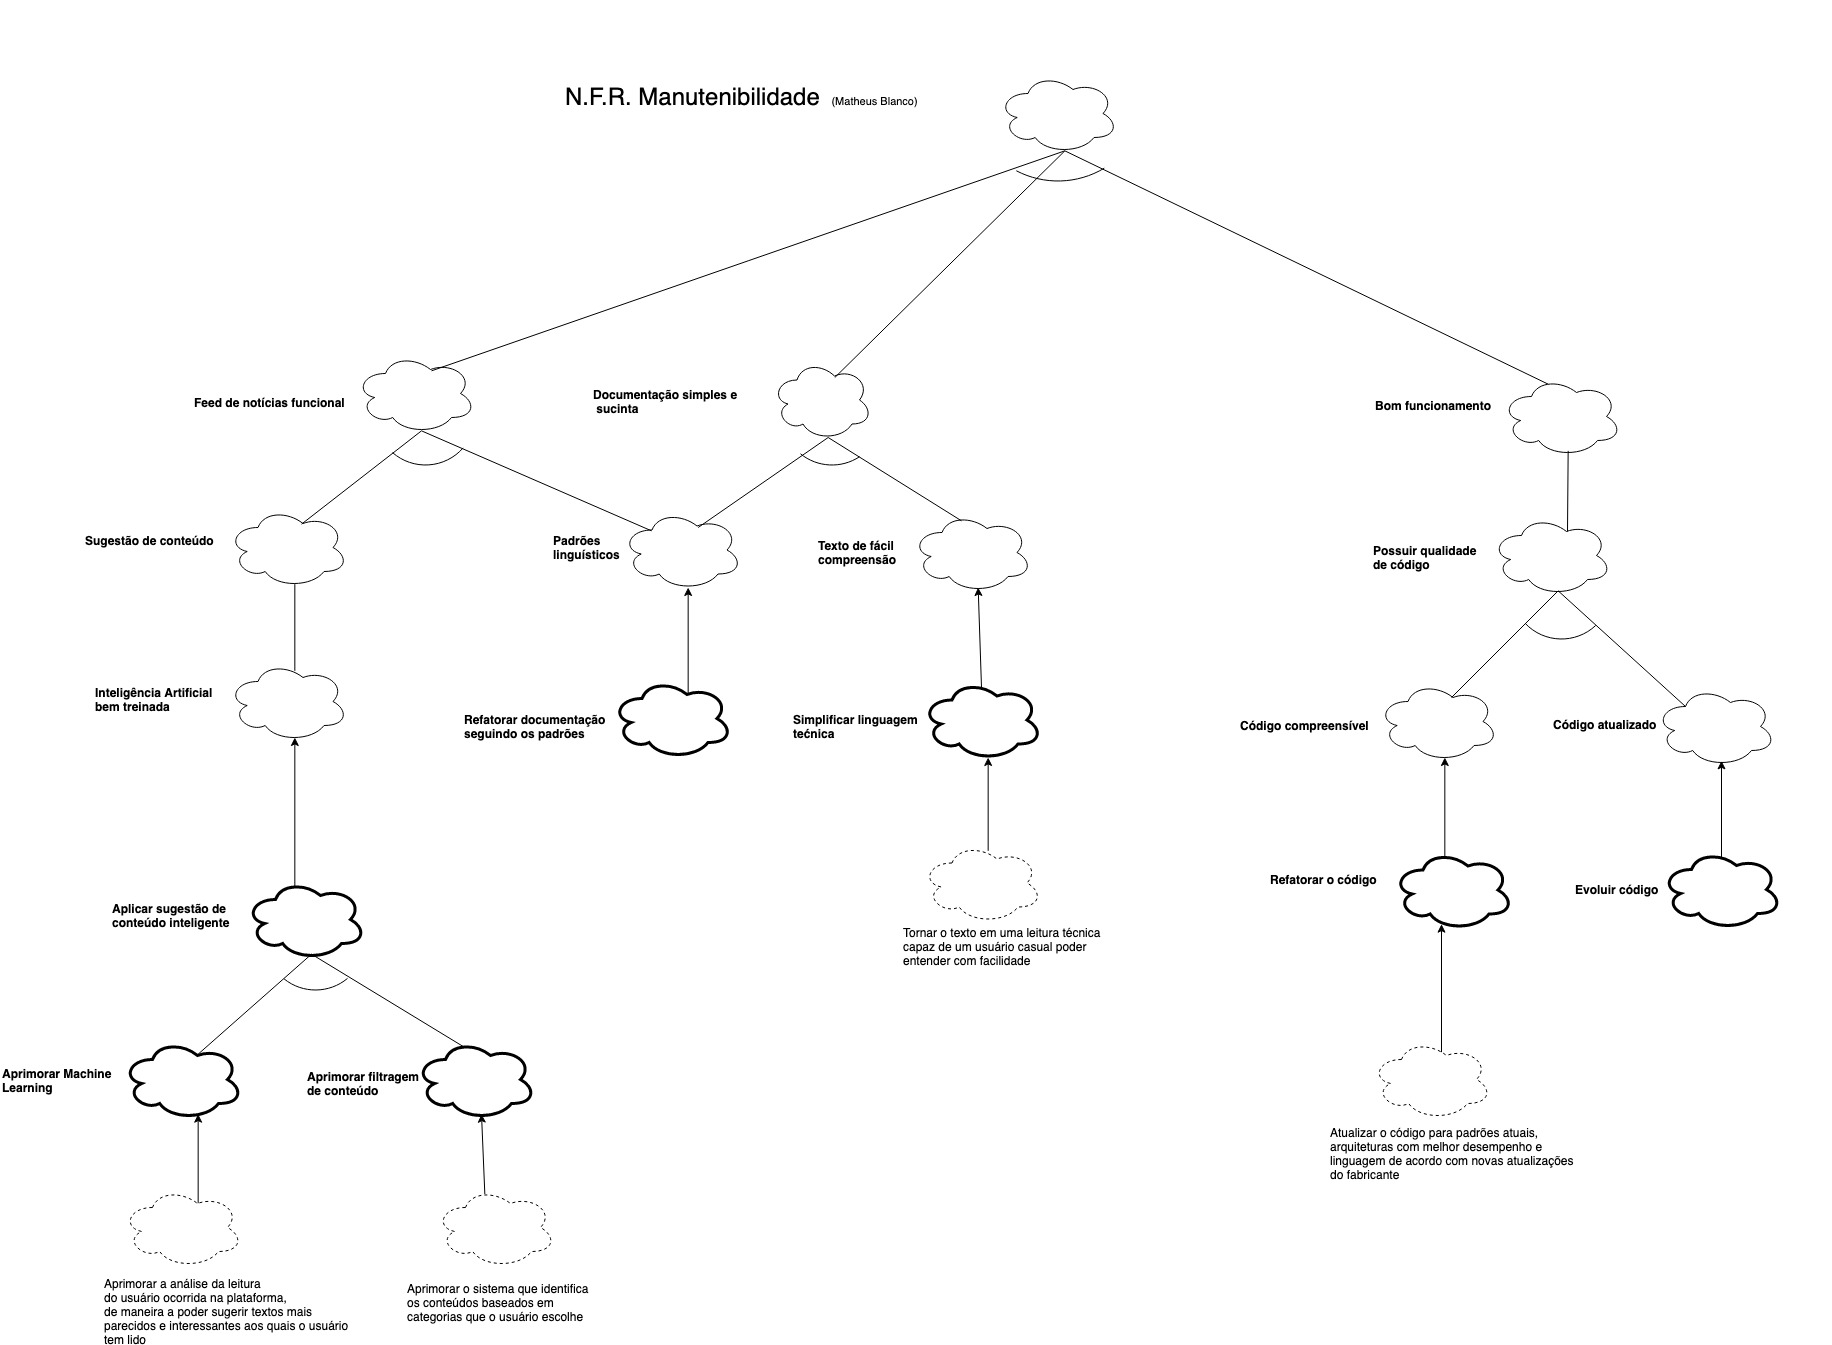 N.F.R. Manutenibilidade (Matheus Blanco)
Feed de notícias funcional
Documentação simples e
sucinta
Bom funcionamento
Sugestão de conteúdo
Padrões
linguísticos
Texto de fácil
compreensão
Possuir qualidade
de código
Inteligência Artificial
bem treinada
Refatorar documentação
seguindo os padrões
Simplificar linguagem
tećnica
Código compreensível
Código atualizado
Aplicar sugestão de
conteúdo inteligente
Refatorar o código
Evoluir código
Tornar o texto em uma leitura técnica
capaz de um usuário casual poder
entender com facilidade
Aprimorar Machine
Learning
Aprimorar filtragem
de conteúdo
Atualizar o código para padrões atuais,
arquiteturas com melhor desempenho e
linguagem de acordo com novas atualizações
do fabricante
Aprimorar a análise da leitura
do usuário ocorrida na plataforma,
de maneira a poder sugerir textos mais
parecidos e interessantes aos quais o usuário
tem lido
Aprimorar o sistema que identifica
os conteúdos baseados em
categorias que o usuário escolhe